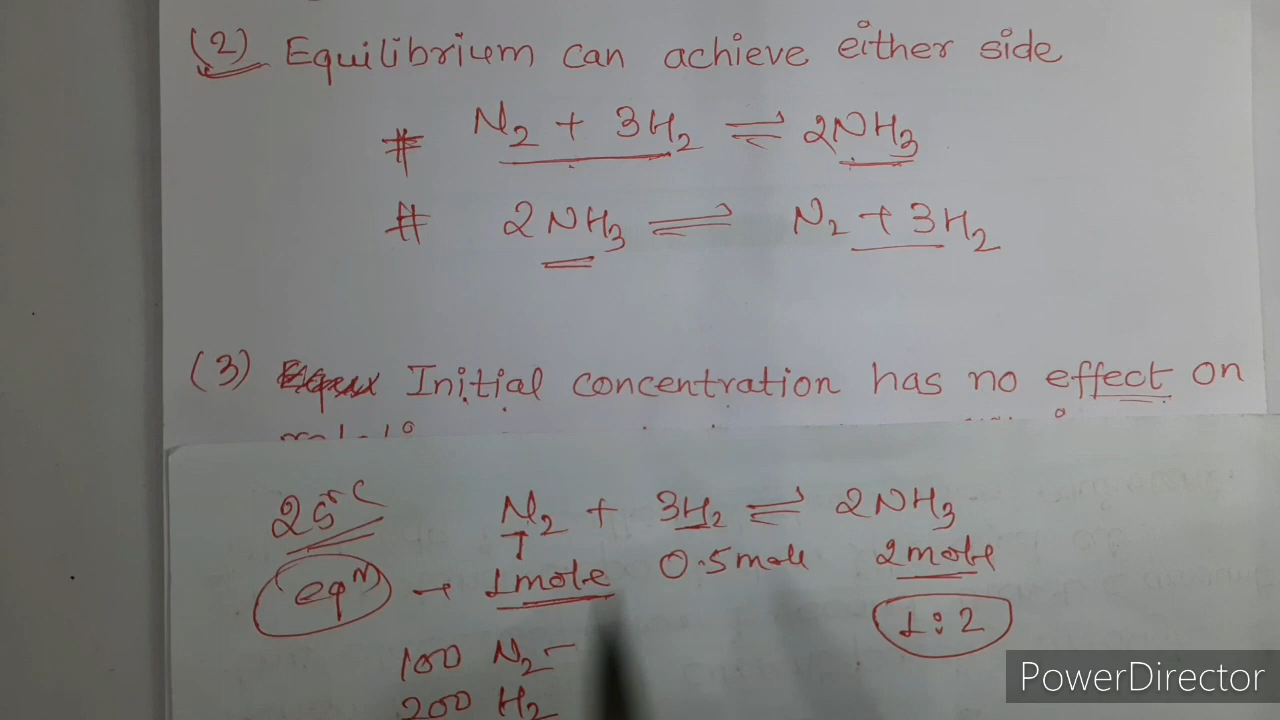 (2) Equilibrium can achieve either side
# N2 + 3H2 ⇌ 2NH3
# 2NH3 ⇌ N2 + 3H2
(3) Initial concentration has no effect on
25°C N2 + 3H2 ⇌ 2NH3
eqn → 1mole 0.5mole 2mole
1:2
100 N2
200 H2
PowerDirector